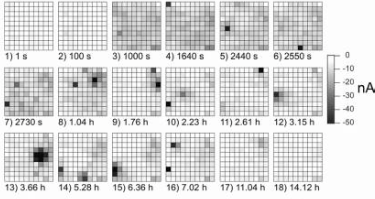 1) 1 s 2) 100 s 3) 1000 s 4) 1640 s 5) 2440 s 6) 2550 s
0
-10
-20
-30
-40
-50
nA
7) 2730 s 8) 1.04 h 9) 1.76 h 10) 2.23 h 11) 2.61 h 12) 3.15 h
13) 3.66 h 14) 5.28 h 15) 6.36 h 16) 7.02 h 17) 11.04 h 18) 14.12 h